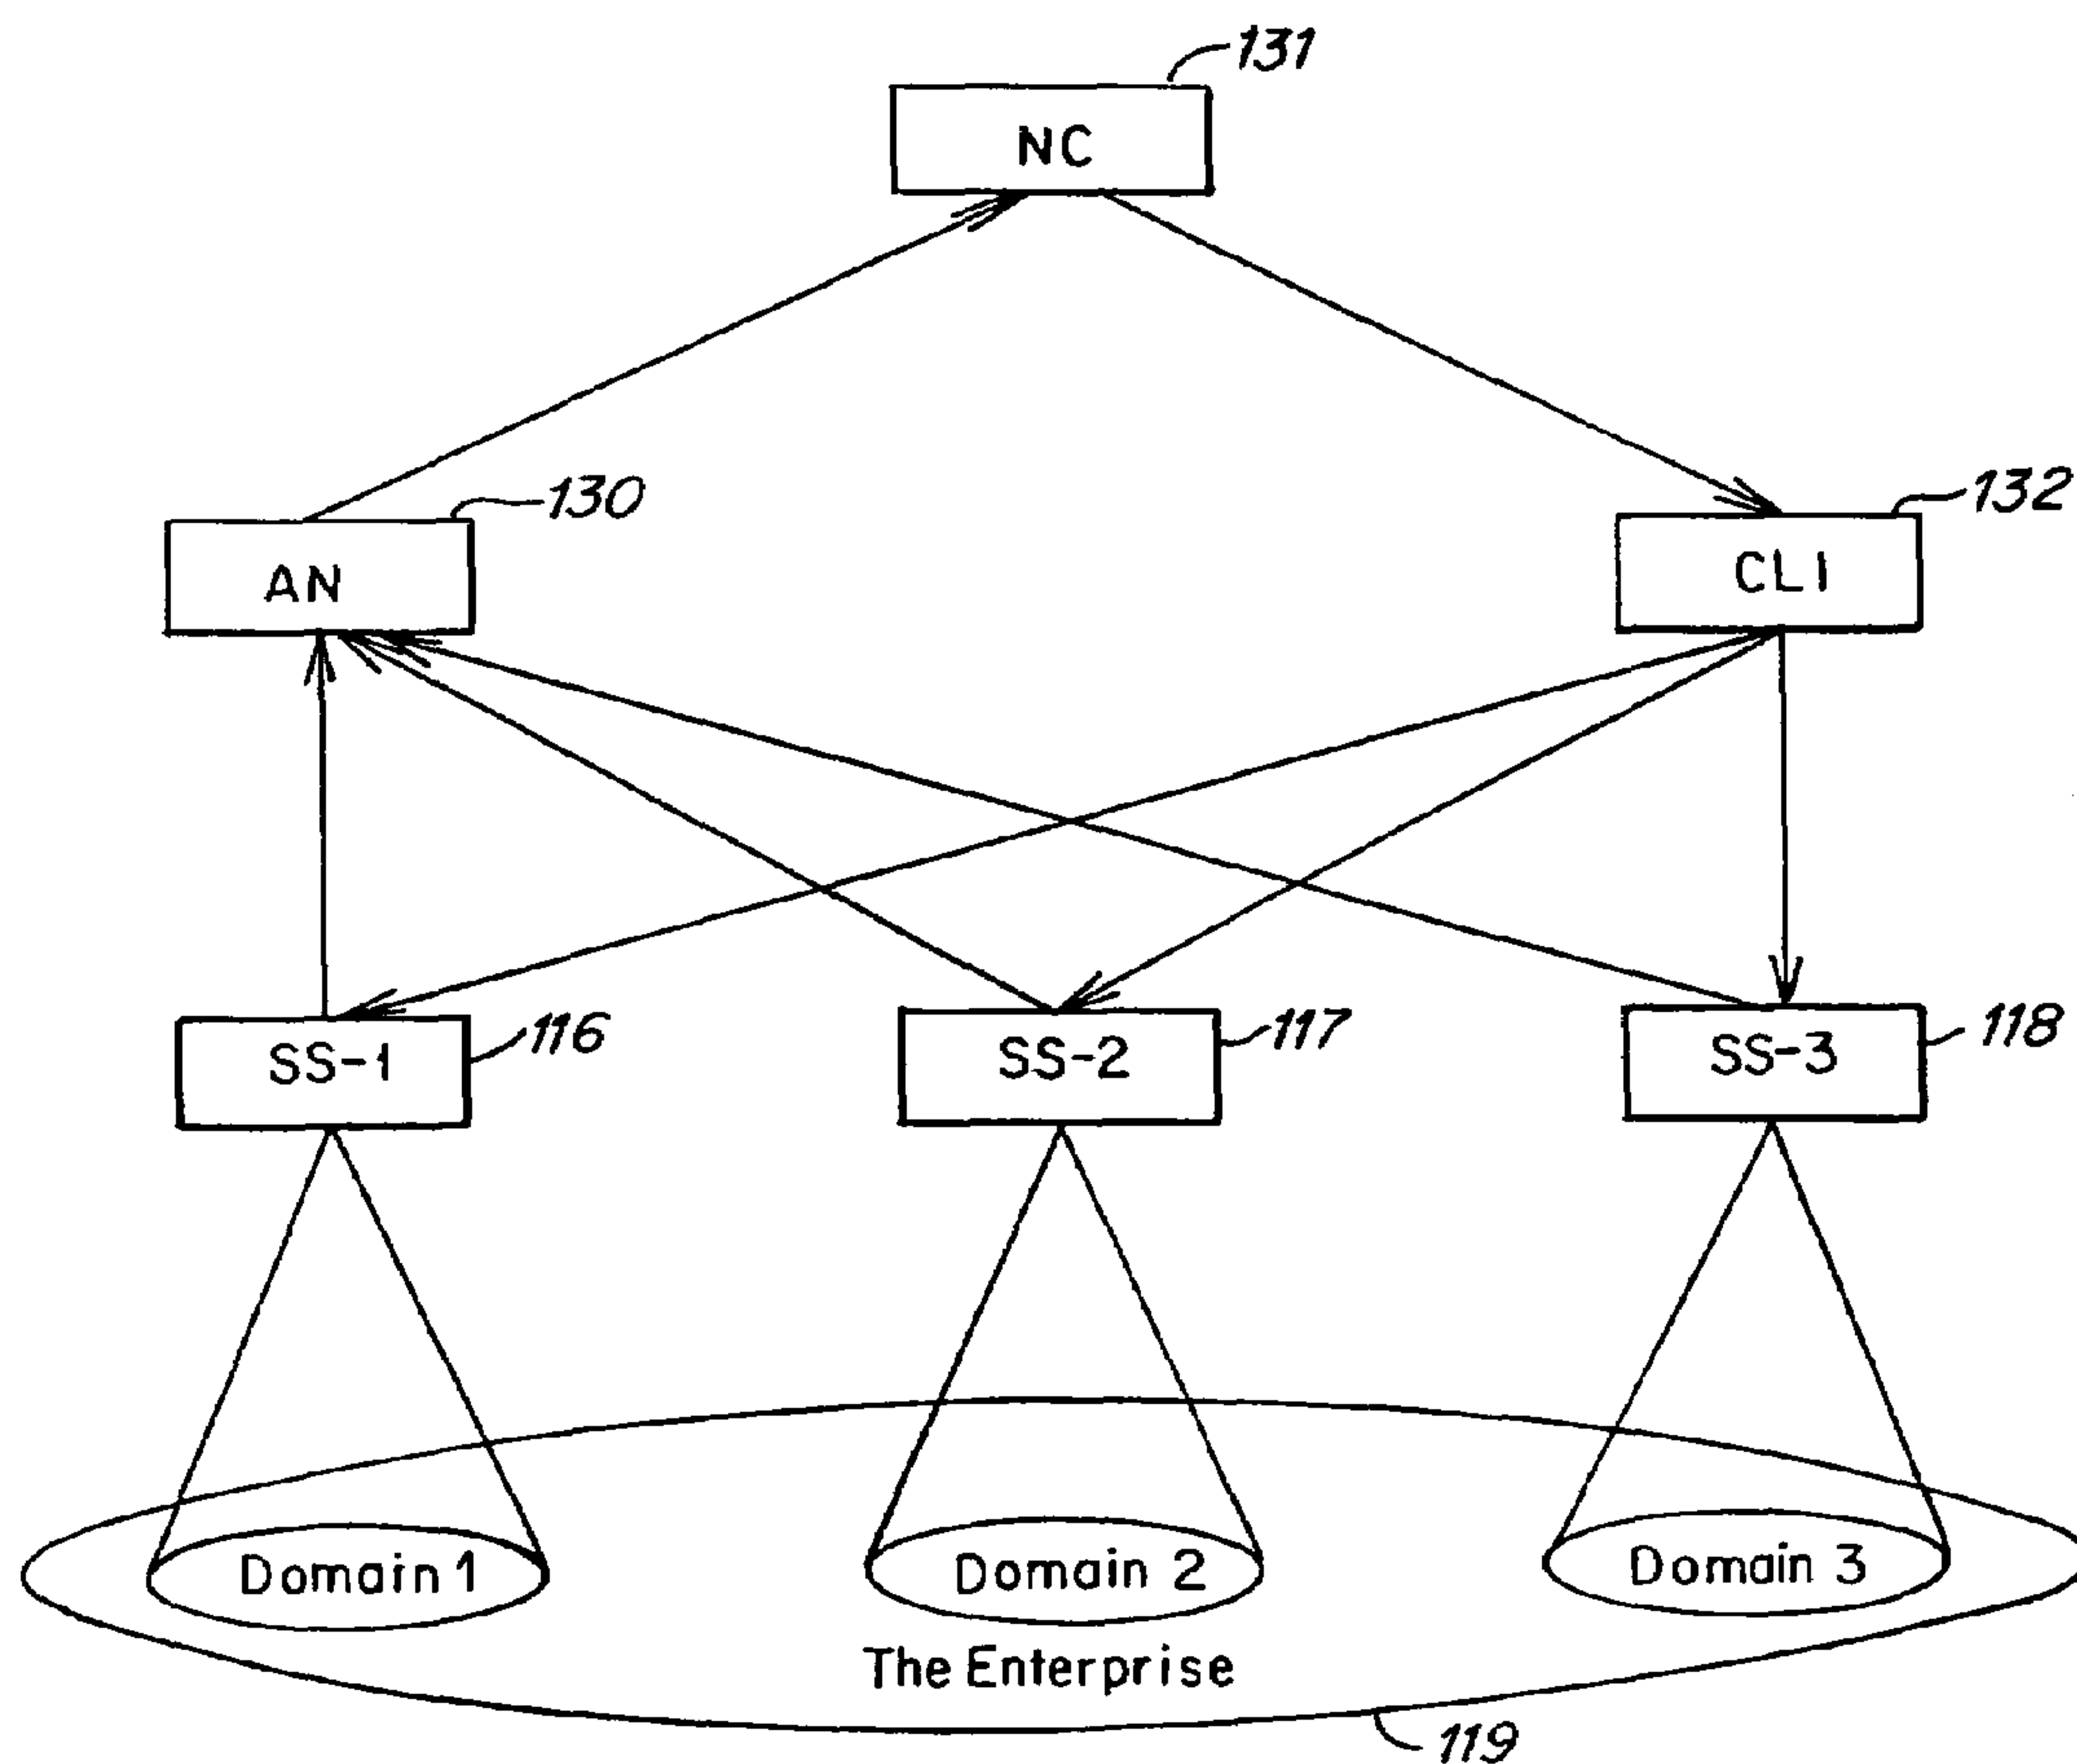 131
NC
130
132
AN
CLI
116
117
118
SS-1
SS-2
SS-3
Domain 1
Domain 2
Domain 3
The Enterprise
119